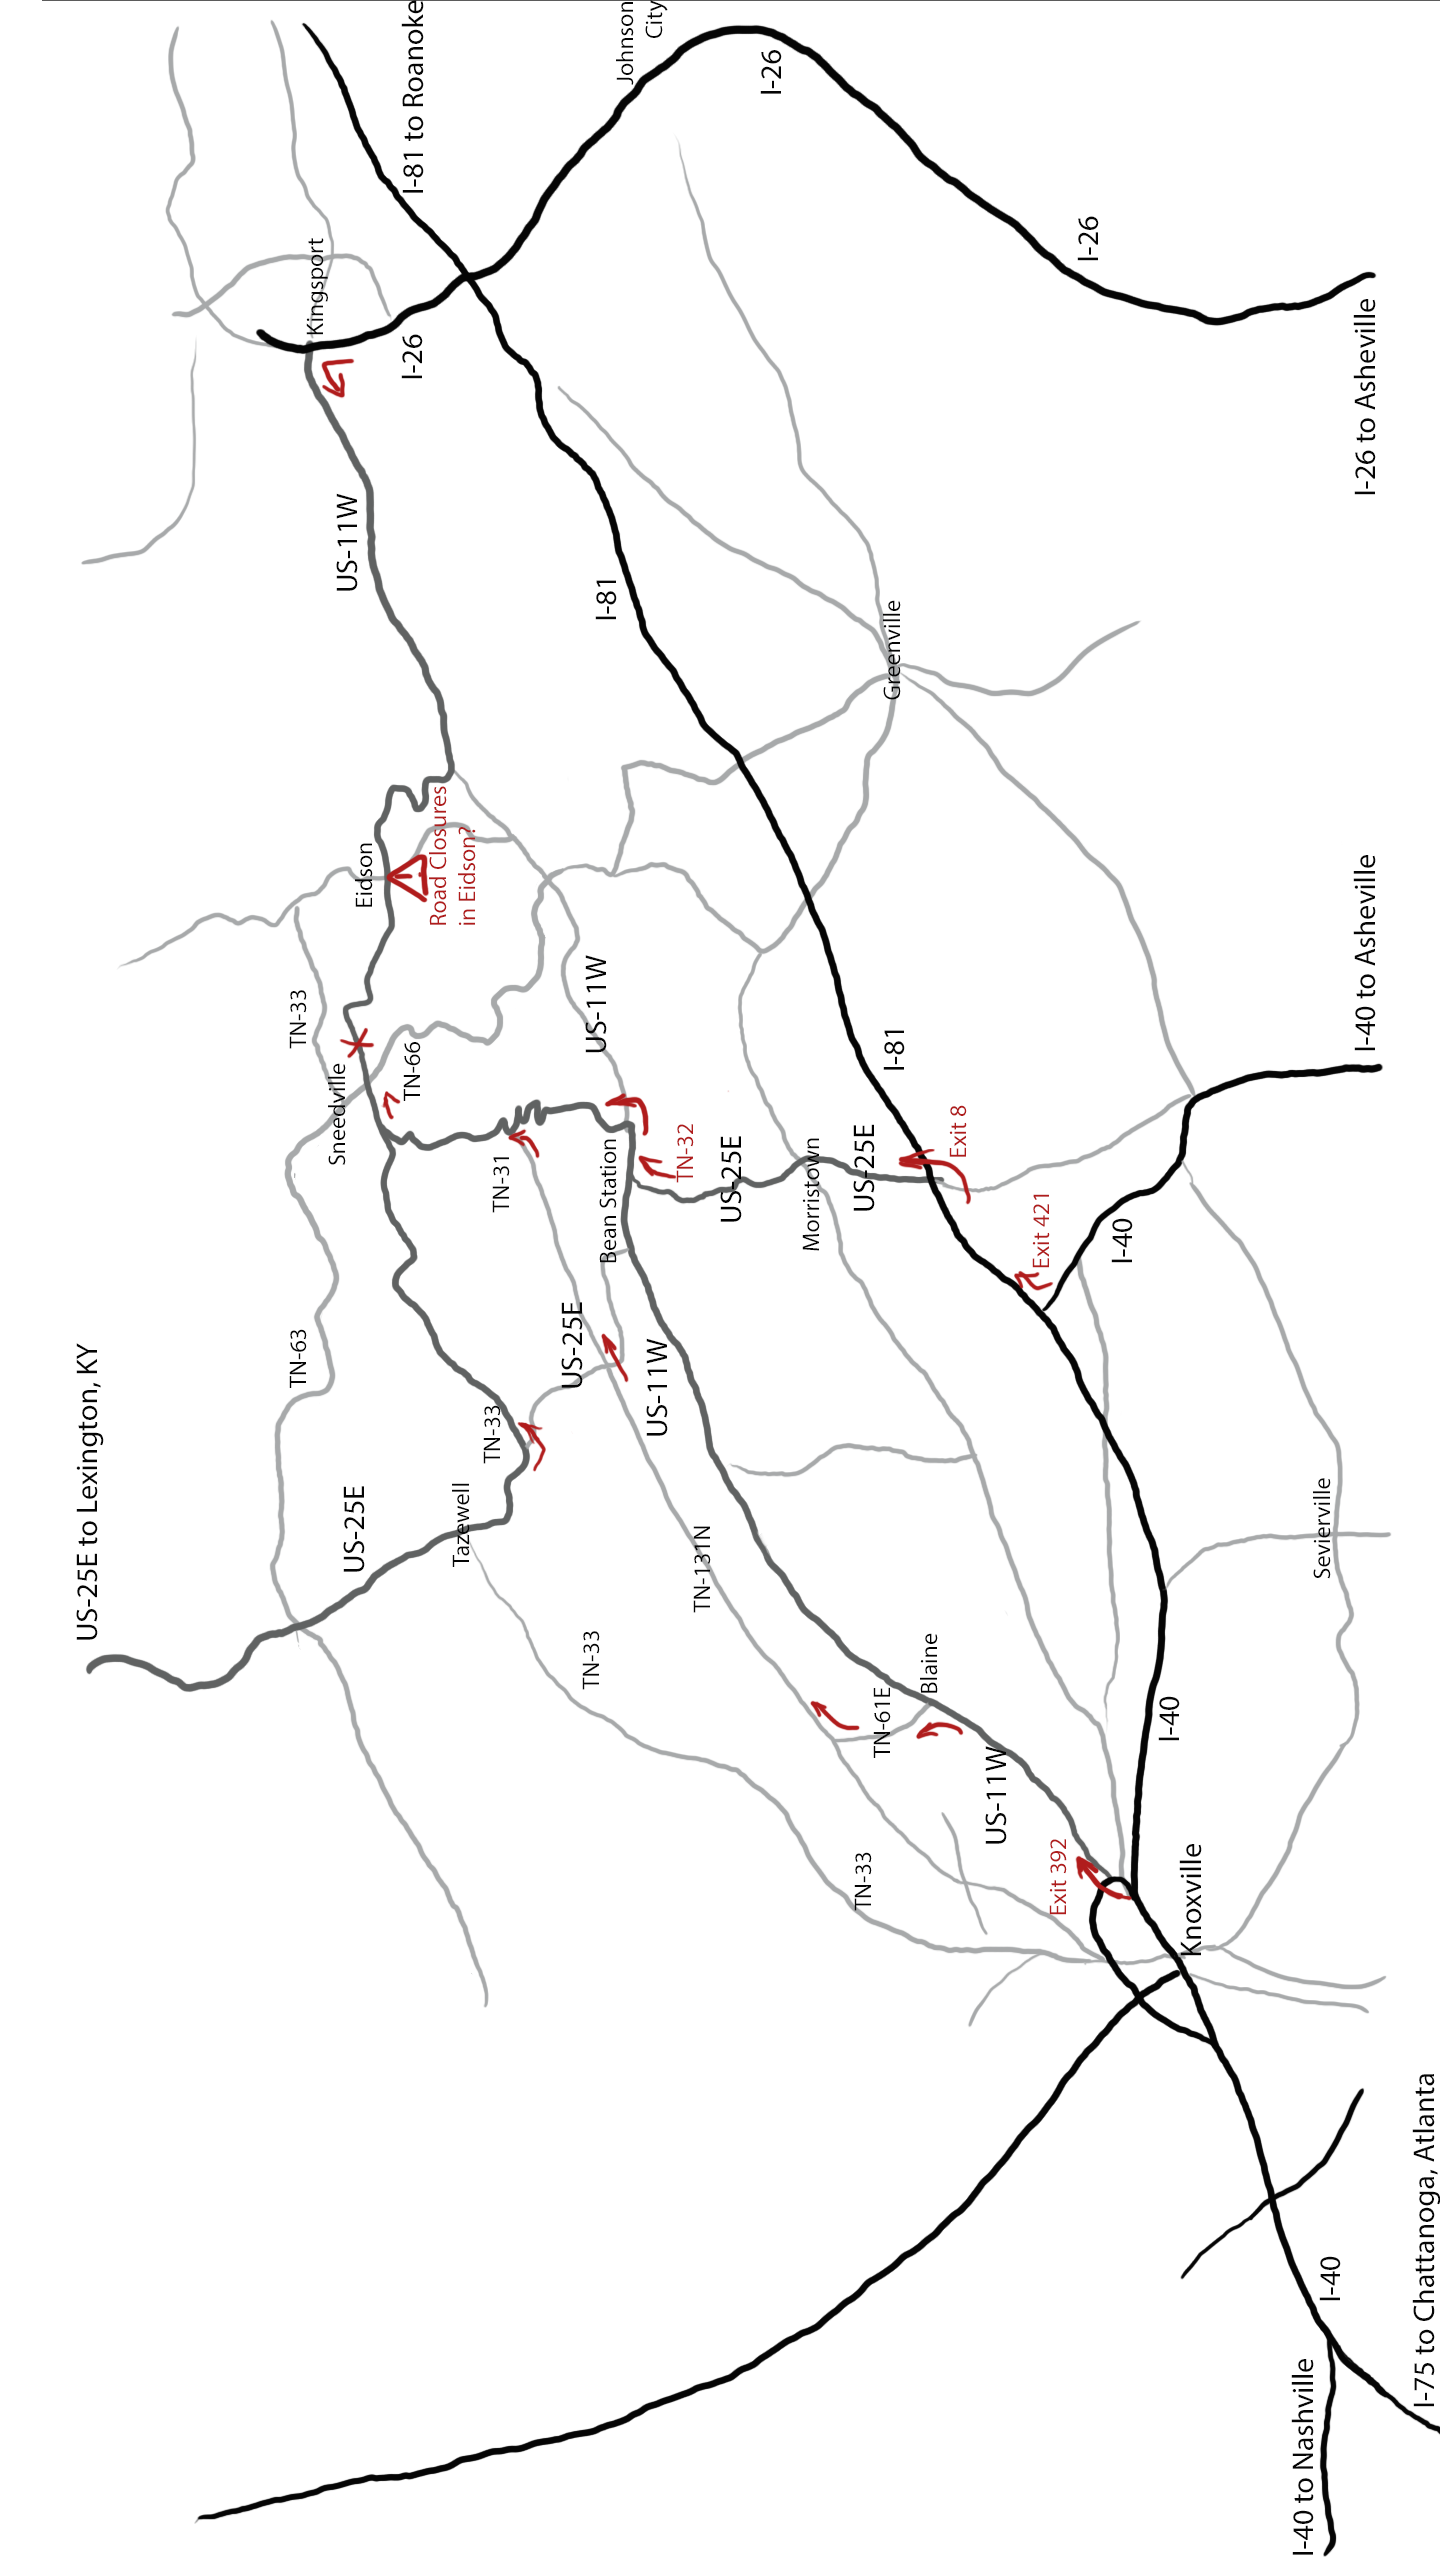 US-25E to Lexington, KY
TN-63
TN-33
Kingsport
Sneedville
US-11W
US-25E
Eidson
TN-66
I-26
I-81 to Roanoke
Road Closures
in Eidson?
Tazewell
TN-33
TN-31
US-25E
TN-33
US-11W
Bean Station
I-81
Johnson
City
US-11W
TN-32
TN-131N
US-25E
I-26
Morristown
TN-33
US-25E
TN-61E
I-81
Greenville
Blaine
Exit 8
US-11W
Exit 421
Exit 392
I-26
I-40
I-40
Knoxville
I-40 to Nashville
Sevierville
I-40
I-40 to Asheville
I-26 to Asheville
I-75 to Chattanoga, Atlanta